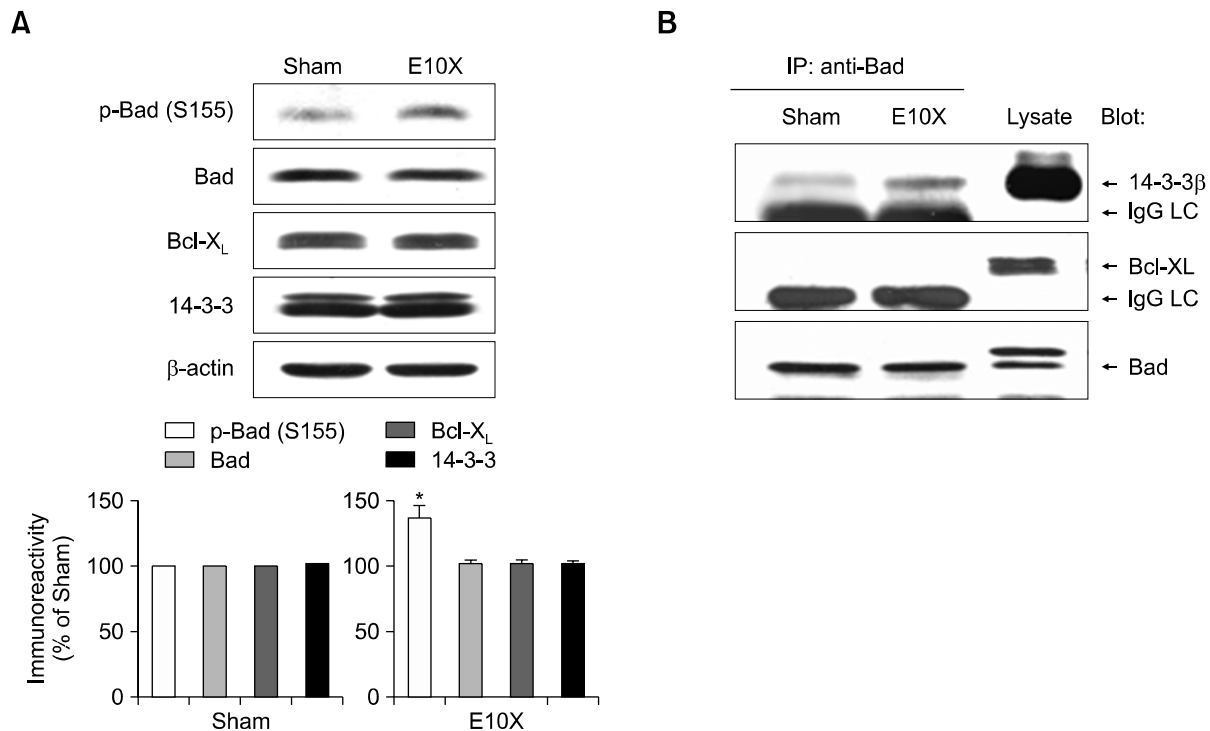 A
Sham E10X
p-Bad (S155)
Bad
Bcl-XL
14-3-3
β-actin
p-Bad (S155) Bcl-XL
Bad 14-3-3
Immunoreactivity
(% of Sham)
150
100
50
0
Sham
150
*
100
50
0
E10X
B
IP: anti-Bad
Sham E10X Lysate Blot:
← 14-3-3β
← IgG LC
← Bcl-XL
← IgG LC
← Bad